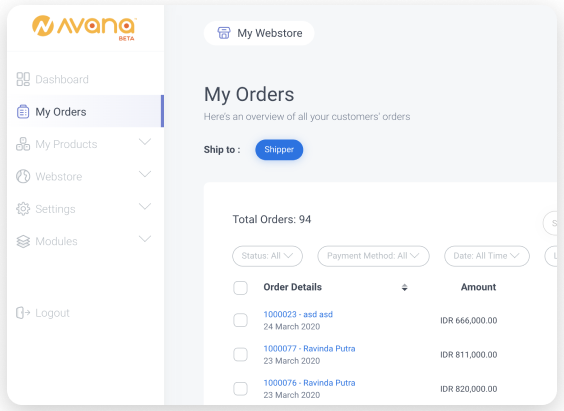 Avana
BETA
My Webstore
Dashboard
My Orders
My Products
Webstore
Settings
Modules
Logout
My Orders
Here's an overview of all your customers' orders
Ship to :
Shipper
Total Orders: 94
S
Status: All
Payment Method: All
Date: All Time
L
Order Details
Amount
1000023 - asd asd
24 March 2020
IDR 666,000.00
1000077 - Ravinda Putra
23 March 2020
IDR 811,000.00
1000076 - Ravinda Putra
23 March 2020
IDR 820,000.00